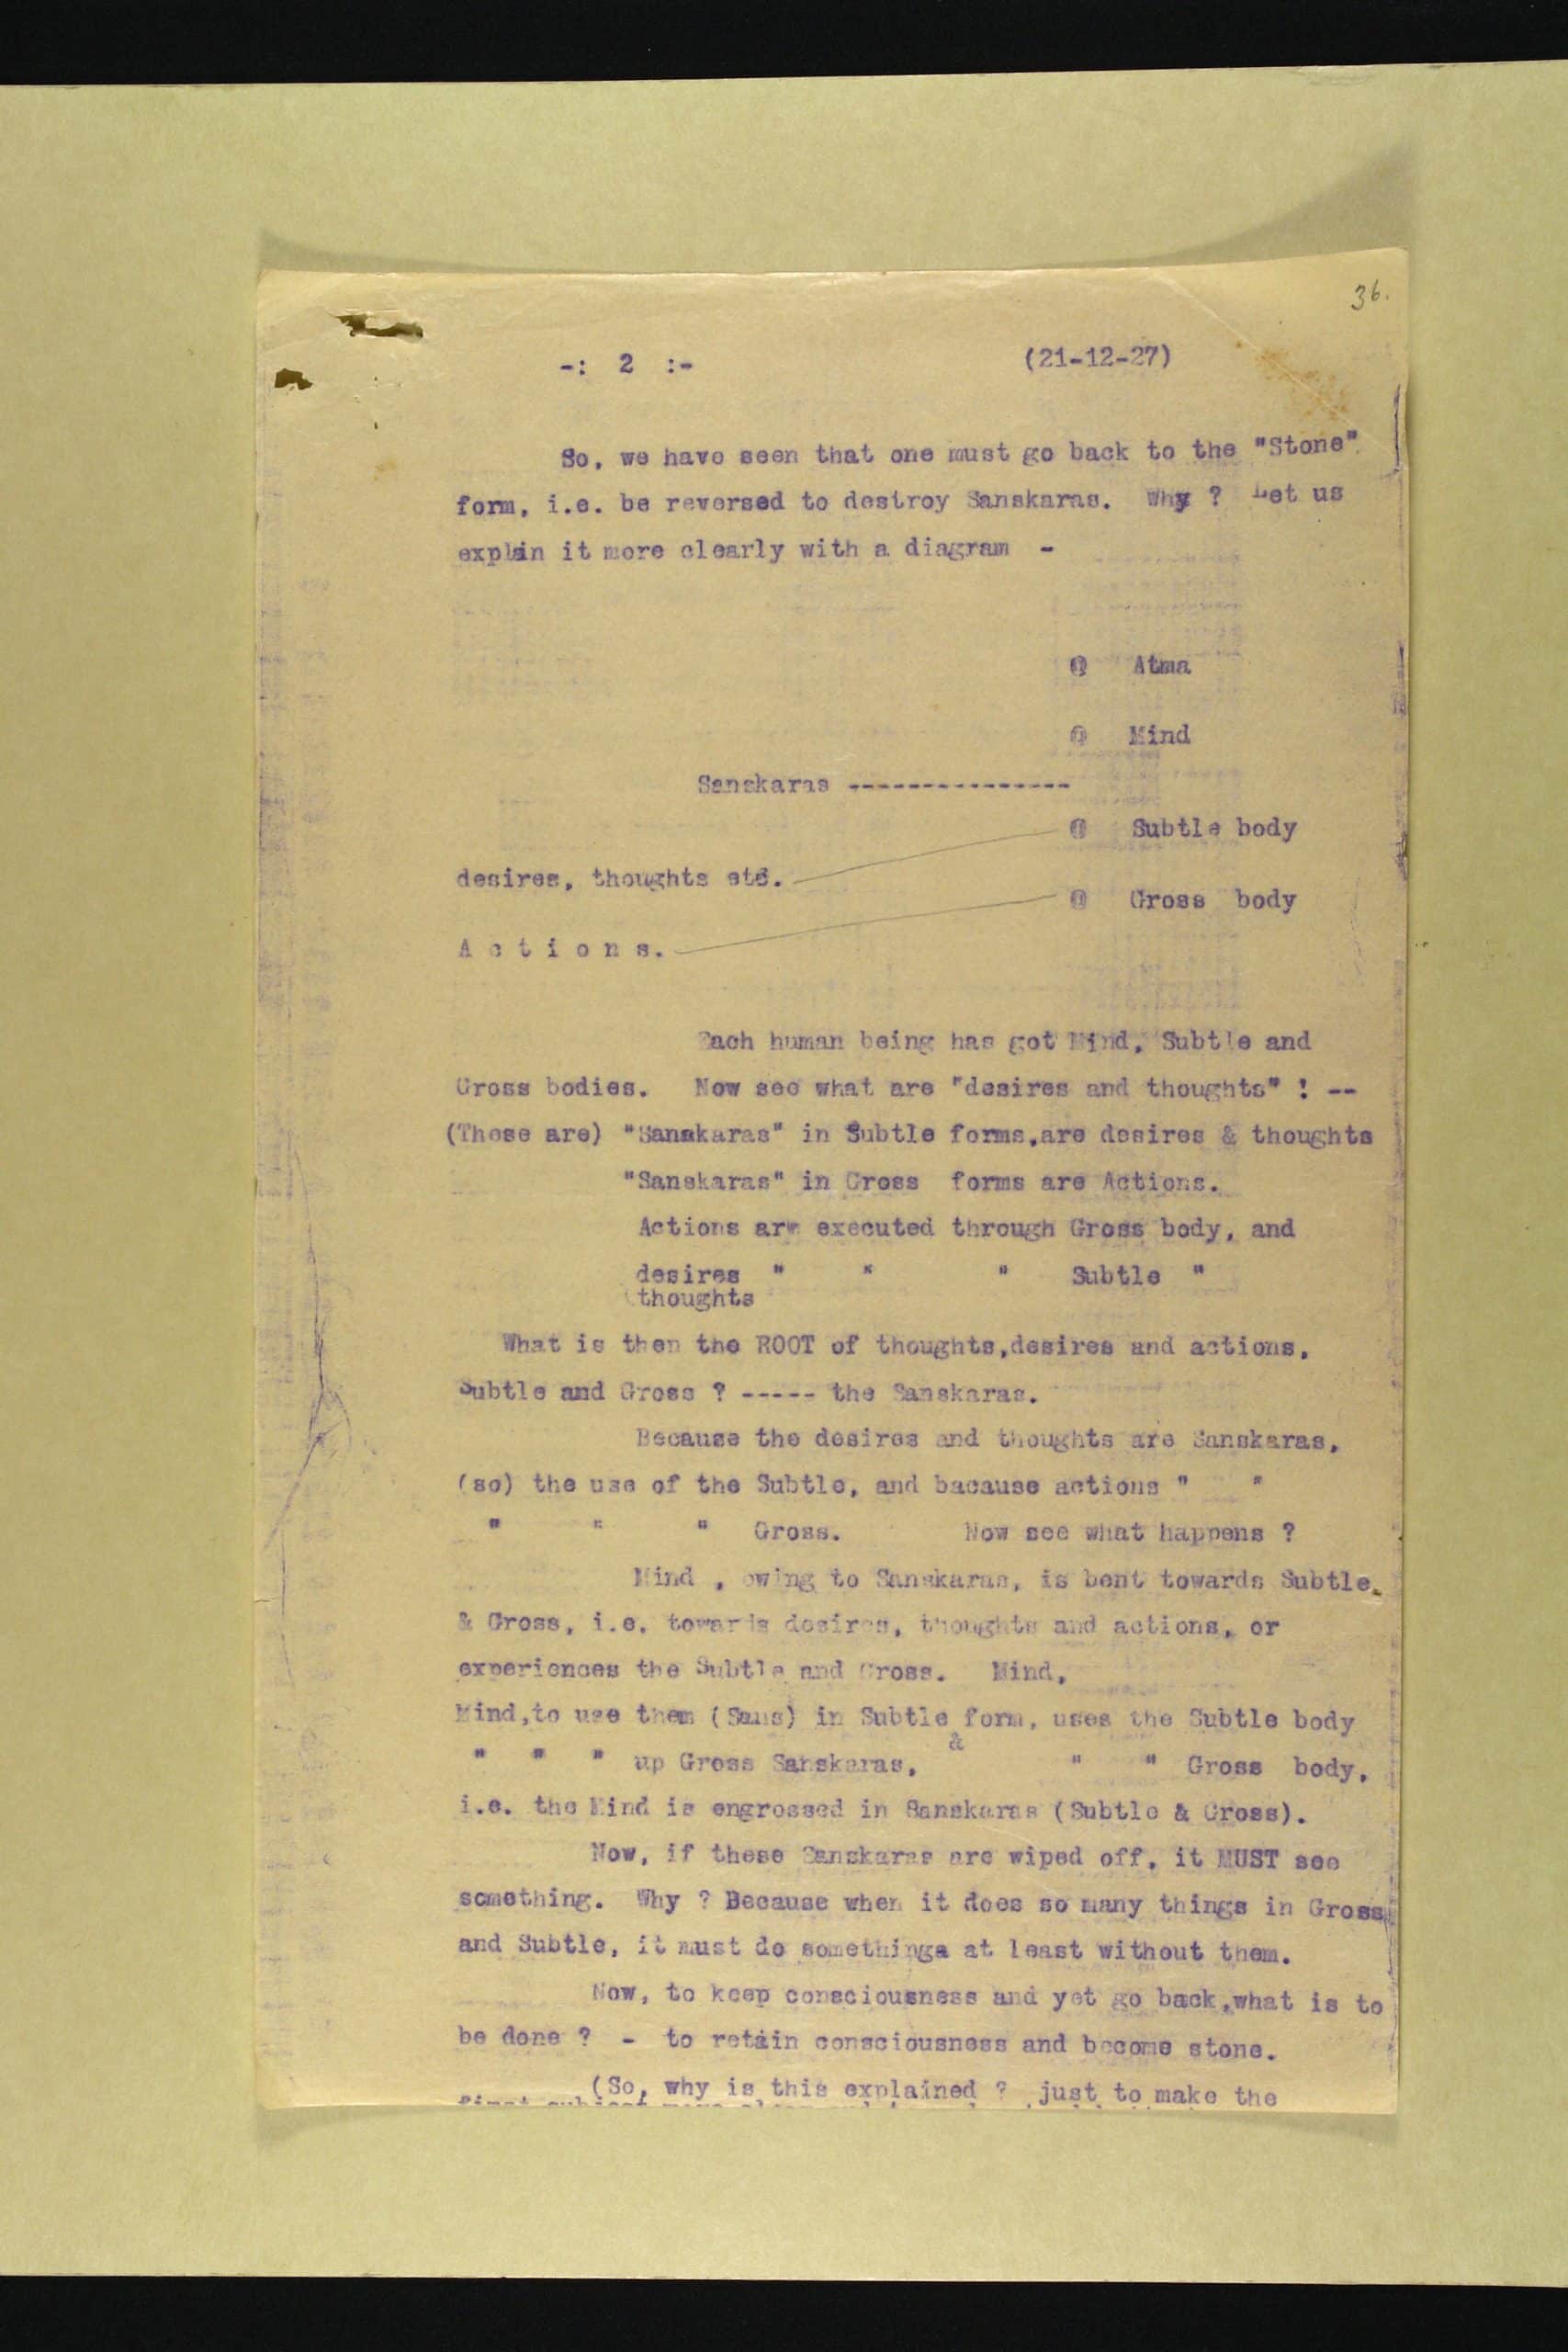 36.
-: 2 :- (21-12-27)
So, we have seen that one must go back to the "Stone"
form, i.e. be reversed to destroy Sanskaras. Why ? Let us
explain it more clearly with a diagram -
@ Atma
@ Mind
Sanskaras ---------------
@ Subtle body
desires, thoughts etc.
@ Gross body
A c t i o n s.
Each human being has got Mind, Subtle and
Gross bodies. Now see what are "desires and thoughts" ! --
(These are) "Sanskaras" in Subtle forms,are desires & thoughts
"Sanskaras" in Gross forms are Actions.
Actions are executed through Gross body, and
desires " " " Subtle "
(thoughts
What is then the ROOT of thoughts,desires and actions,
Subtle and Gross ? ----- the Sanskaras.
Because the desires and thoughts are Sanskaras,
(so) the use of the Subtle, and bacause actions " "
" " " Gross. Now see what happens ?
Mind , owing to Sanskaras, is bent towards Subtle
& Gross, i.e. towards desires, thoughts and actions, or
experiences the Subtle and Gross. Mind,
Mind,to use them (Sans) in Subtle form, uses the Subtle body
&
" " " up Gross Sanskaras, " " Gross body,
i.e. the Mind is engrossed in Sanskaras (Subtle & Gross).
Now, if these Sanskaras are wiped off, it MUST see
something. Why ? Because when it does so many things in Gross
and Subtle, it must do somethinga at least without them.
Now, to keep consciousness and yet go back,what is to
be done ? - to retain consciousness and become stone.
(So, why is this explained ? just to make the